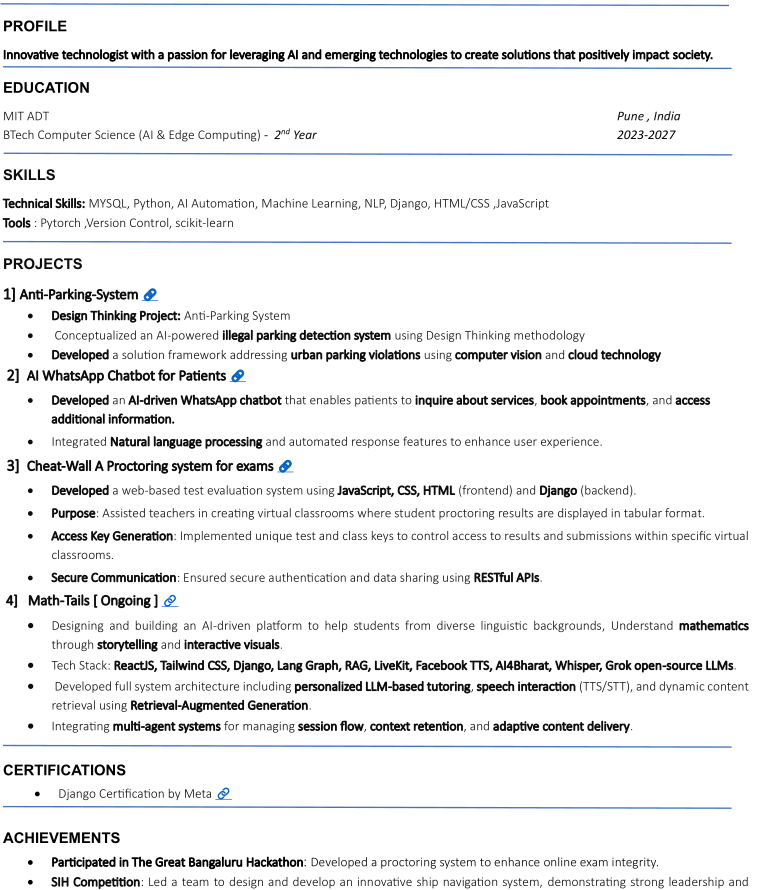 PROFILE
Innovative technologist with a passion for leveraging AI and emerging technologies to create solutions that positively impact society.
EDUCATION
MIT ADT Pune , India
BTech Computer Science (AI & Edge Computing) - 2nd Year 2023-2027
SKILLS
Technical Skills: MYSQL, Python, AI Automation, Machine Learning, NLP, Django, HTML/CSS ,JavaScript
Tools : Pytorch ,Version Control, scikit-learn
PROJECTS
1] Anti-Parking-System
• Design Thinking Project: Anti-Parking System
• Conceptualized an AI-powered illegal parking detection system using Design Thinking methodology
• Developed a solution framework addressing urban parking violations using computer vision and cloud technology
2] AI WhatsApp Chatbot for Patients
• Developed an AI-driven WhatsApp chatbot that enables patients to inquire about services, book appointments, and access
additional information.
• Integrated Natural language processing and automated response features to enhance user experience.
3] Cheat-Wall A Proctoring system for exams
• Developed a web-based test evaluation system using JavaScript, CSS, HTML (frontend) and Django (backend).
• Purpose: Assisted teachers in creating virtual classrooms where student proctoring results are displayed in tabular format.
• Access Key Generation: Implemented unique test and class keys to control access to results and submissions within specific virtual
classrooms.
• Secure Communication: Ensured secure authentication and data sharing using RESTful APIs.
4] Math-Tails [ Ongoing ]
• Designing and building an AI-driven platform to help students from diverse linguistic backgrounds, Understand mathematics
through storytelling and interactive visuals.
• Tech Stack: ReactJS, Tailwind CSS, Django, Lang Graph, RAG, LiveKit, Facebook TTS, AI4Bharat, Whisper, Grok open-source LLMs.
• Developed full system architecture including personalized LLM-based tutoring, speech interaction (TTS/STT), and dynamic content
retrieval using Retrieval-Augmented Generation.
• Integrating multi-agent systems for managing session flow, context retention, and adaptive content delivery.
CERTIFICATIONS
• Django Certification by Meta
ACHIEVEMENTS
• Participated in The Great Bangaluru Hackathon: Developed a proctoring system to enhance online exam integrity.
• SIH Competition: Led a team to design and develop an innovative ship navigation system, demonstrating strong leadership and